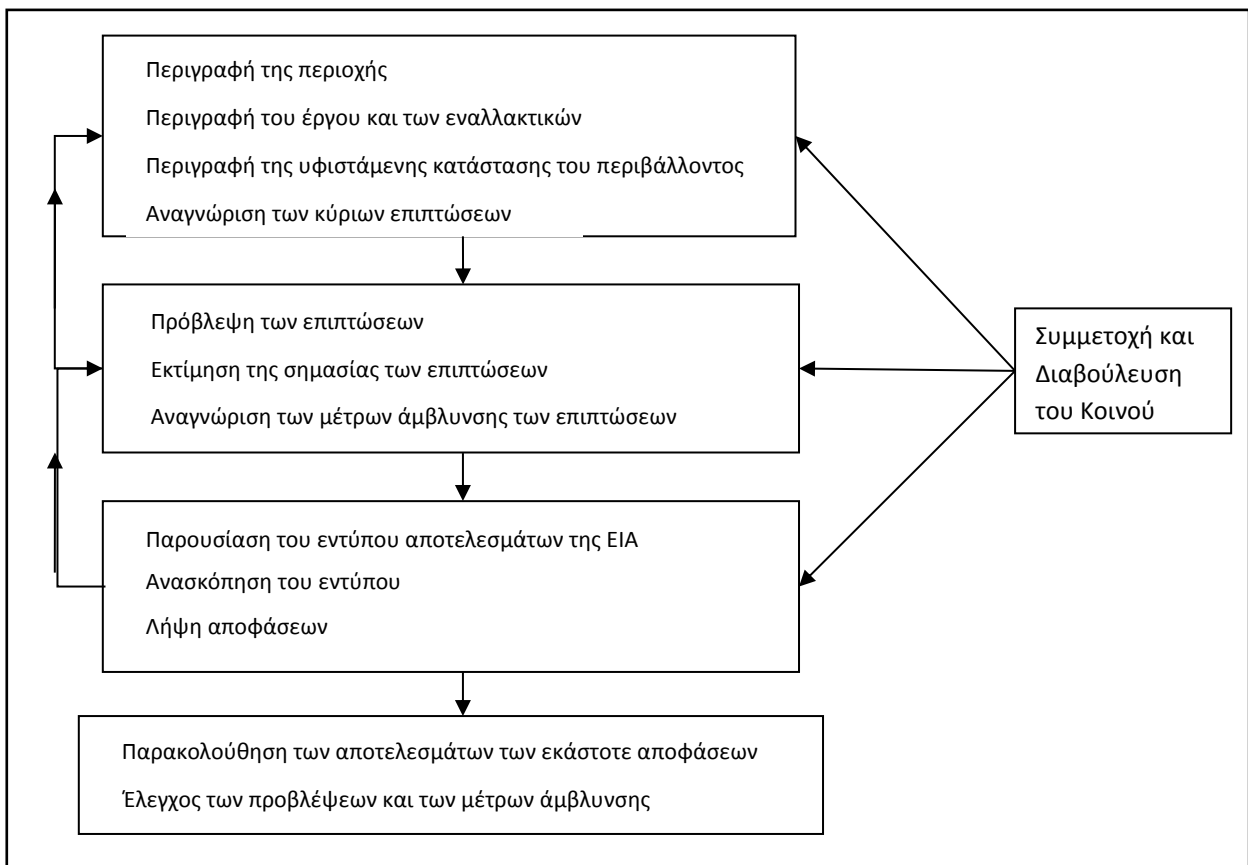 Περιγραφή της περιοχής
Περιγραφή του έργου και των εναλλακτικών
Περιγραφή της υφιστάμενης κατάστασης του περιβάλλοντος
Αναγνώριση των κύριων επιπτώσεων
Πρόβλεψη των επιπτώσεων
Εκτίμηση της σημασίας των επιπτώσεων
Αναγνώριση των μέτρων άμβλυνσης των επιπτώσεων
Συμμετοχή και
Διαβούλευση
του Κοινού
Παρουσίαση του εντύπου αποτελεσμάτων της ΕΙΑ
Ανασκόπηση του εντύπου
Λήψη αποφάσεων
Παρακολούθηση των αποτελεσμάτων των εκάστοτε αποφάσεων
Έλεγχος των προβλέψεων και των μέτρων άμβλυνσης